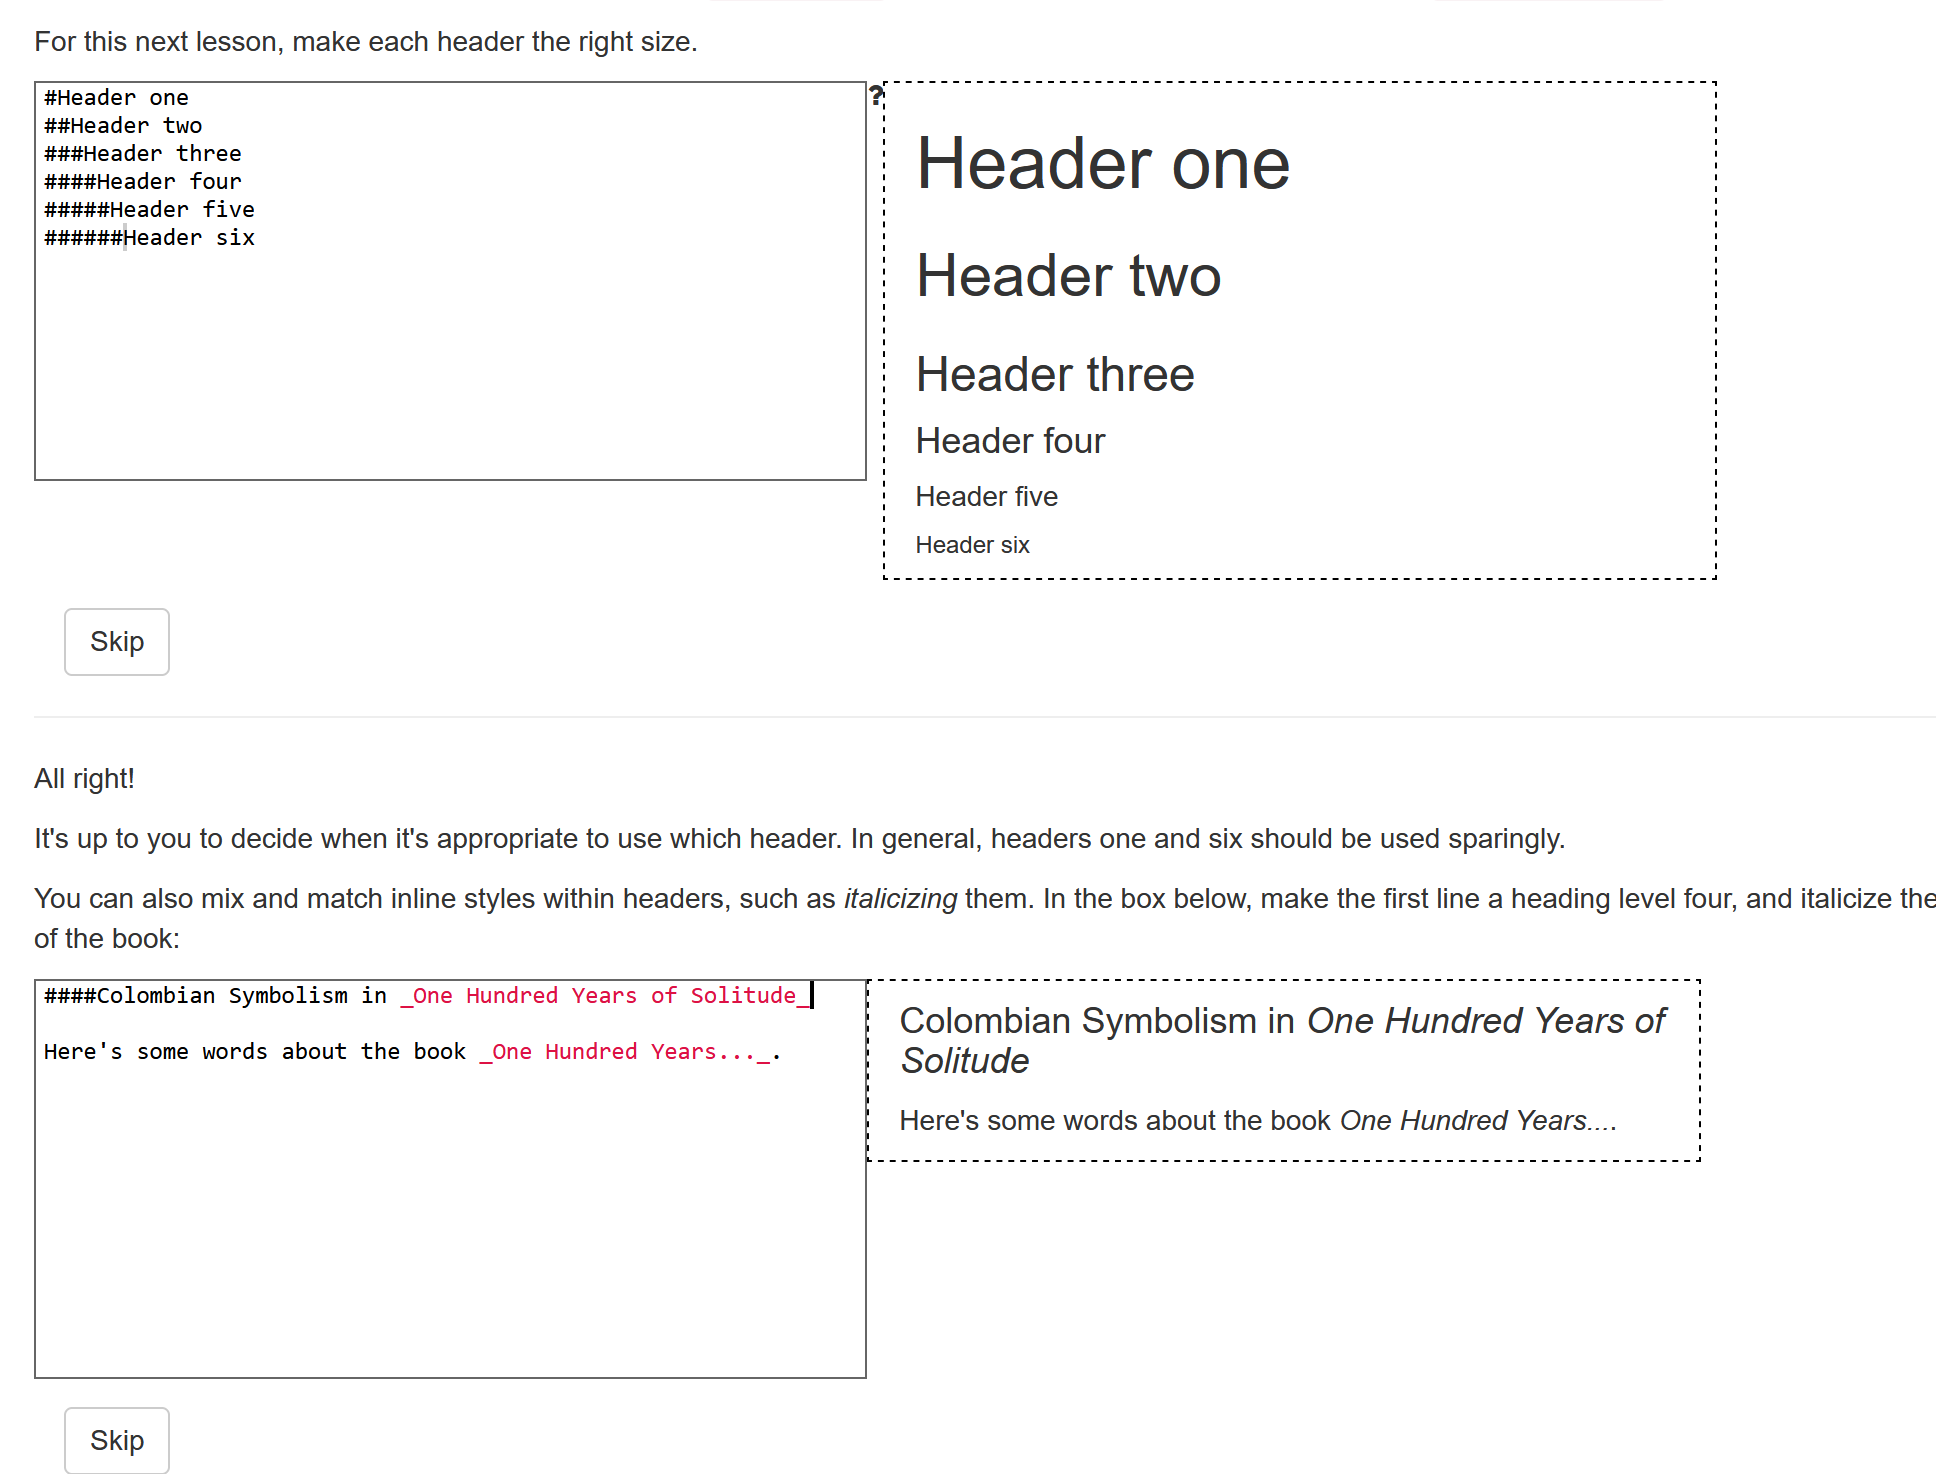 For this next lesson, make each header the right size.
#Header one
##Header two
###Header three
####Header four
#####Header five
######Header six
?
Header one
Header two
Header three
Header four
Header five
Header six
Skip
All right!
It's up to you to decide when it's appropriate to use which header. In general, headers one and six should be used sparingly.
You can also mix and match inline styles within headers, such as italicizing them. In the box below, make the first line a heading level four, and italicize the
of the book:
####Colombian Symbolism in _One Hundred Years of Solitude_
Here's some words about the book _One Hundred Years..._.
Colombian Symbolism in One Hundred Years of
Solitude
Here's some words about the book One Hundred Years....
Skip